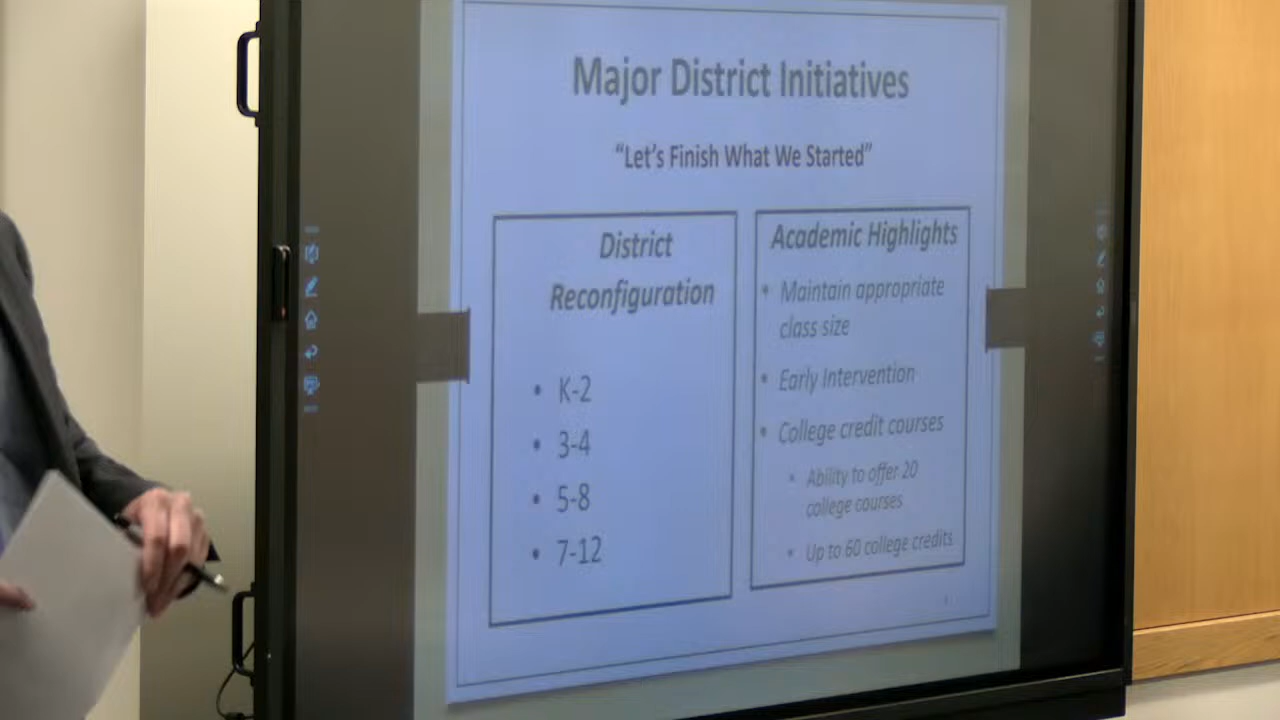 Major District Initiatives
“Let’s Finish What We Started”
District
Reconfiguration
• K-2
• 3-4
• 5-8
• 7-12
Academic Highlights
• Maintain appropriate
class size
• Early Intervention
• College credit courses
• Ability to offer 20
college courses
• Up to 60 college credits